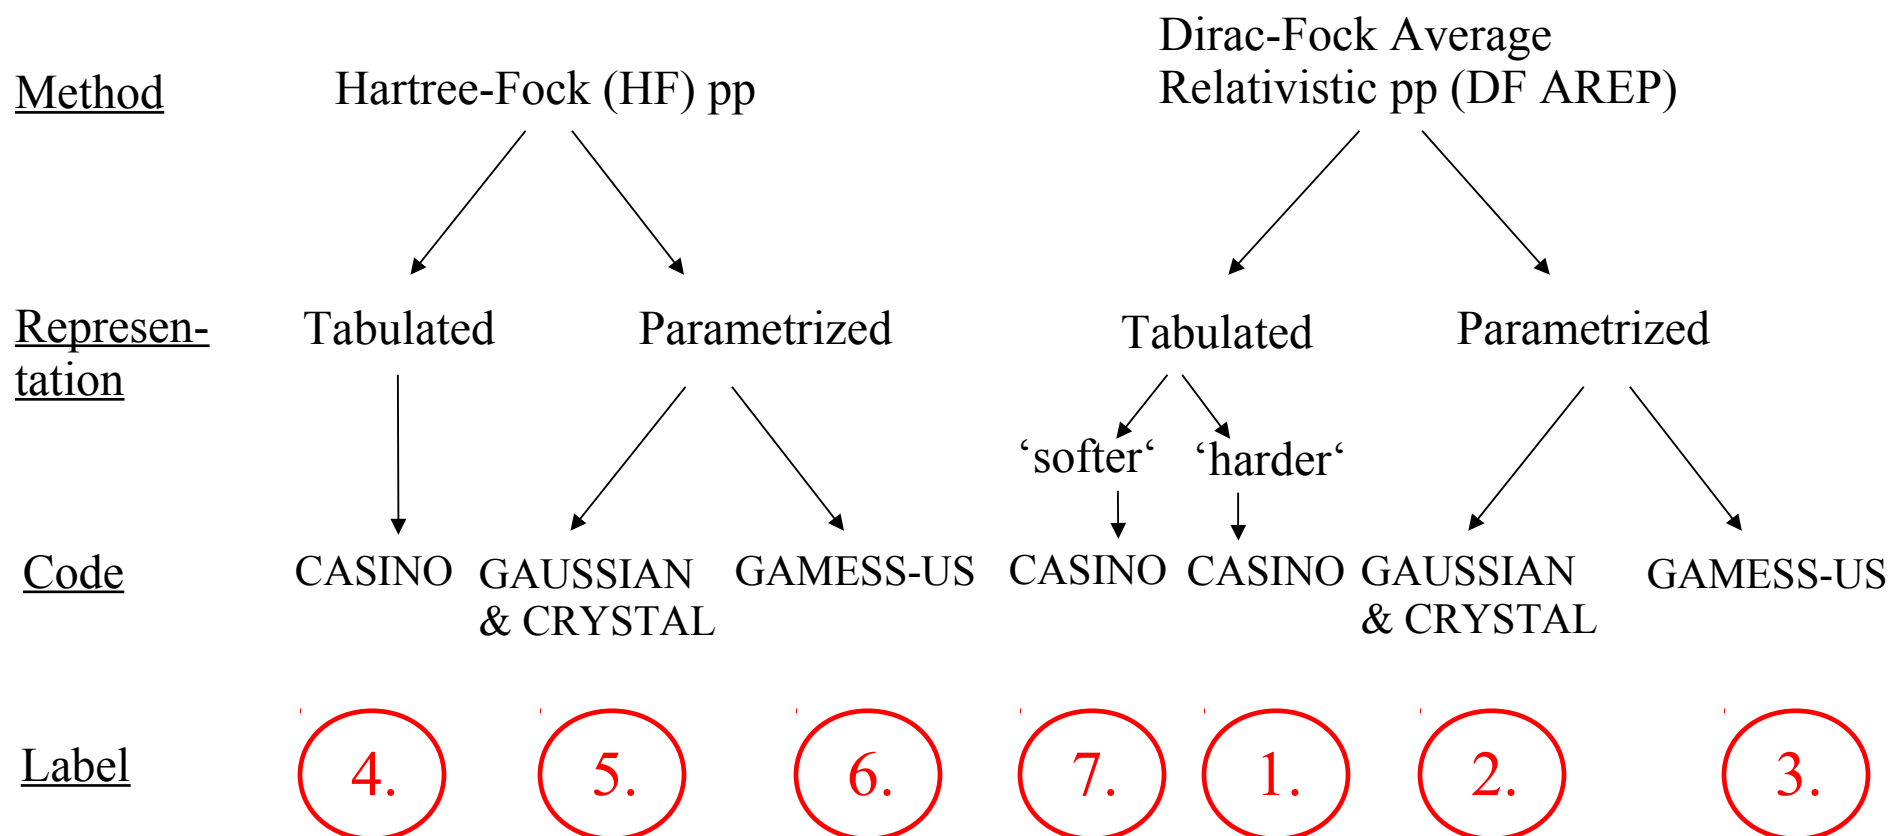 Method
Hartree-Fock (HF) pp
Dirac-Fock Average
Relativistic pp (DF AREP)
Represen-
tation
Tabulated
Parametrized
Tabulated
Parametrized
‘softer‘
‘harder‘
Code
CASINO
GAUSSIAN
& CRYSTAL
GAMESS-US
CASINO
CASINO
GAUSSIAN
& CRYSTAL
GAMESS-US
Label
4.
5.
6.
7.
1.
2.
3.